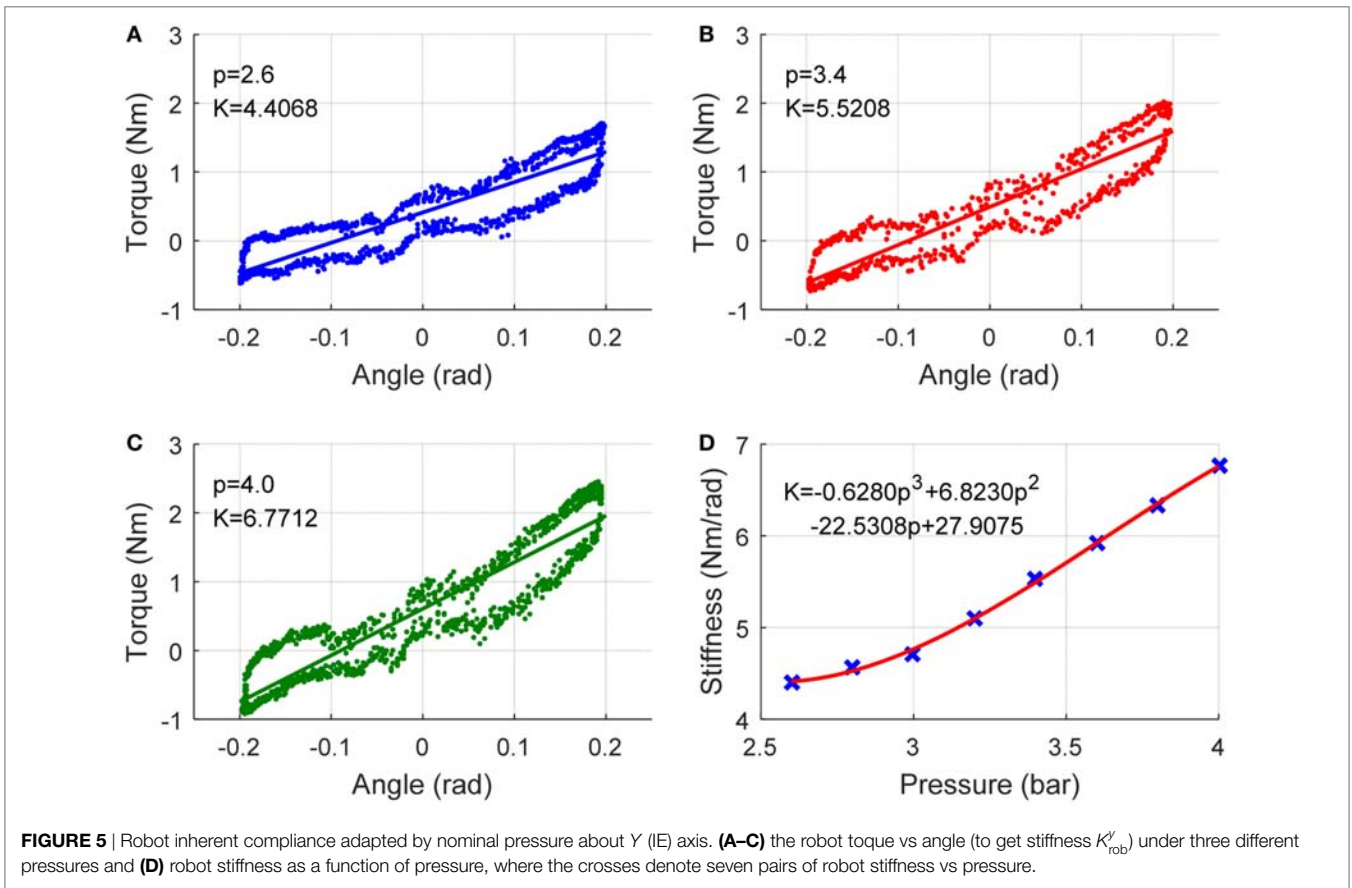 A
3
2
1
0
-1
p=2.6
K=4.4068
Torque (Nm)
-0.2 -0.1 0 0.1 0.2
Angle (rad)
B
3
2
1
0
-1
p=3.4
K=5.5208
Torque (Nm)
-0.2 -0.1 0 0.1 0.2
Angle (rad)
C
3
2
1
0
-1
p=4.0
K=6.7712
Torque (Nm)
-0.2 -0.1 0 0.1 0.2
Angle (rad)
D
7
6
5
4
K=-0.6280p³+6.8230p²
-22.5308p+27.9075
Stiffness (Nm/rad)
2.5 3 3.5 4
Pressure (bar)
FIGURE 5 | Robot inherent compliance adapted by nominal pressure about Y (IE) axis. (A–C) the robot toque vs angle (to get stiffness K^y_rob) under three different
pressures and (D) robot stiffness as a function of pressure, where the crosses denote seven pairs of robot stiffness vs pressure.